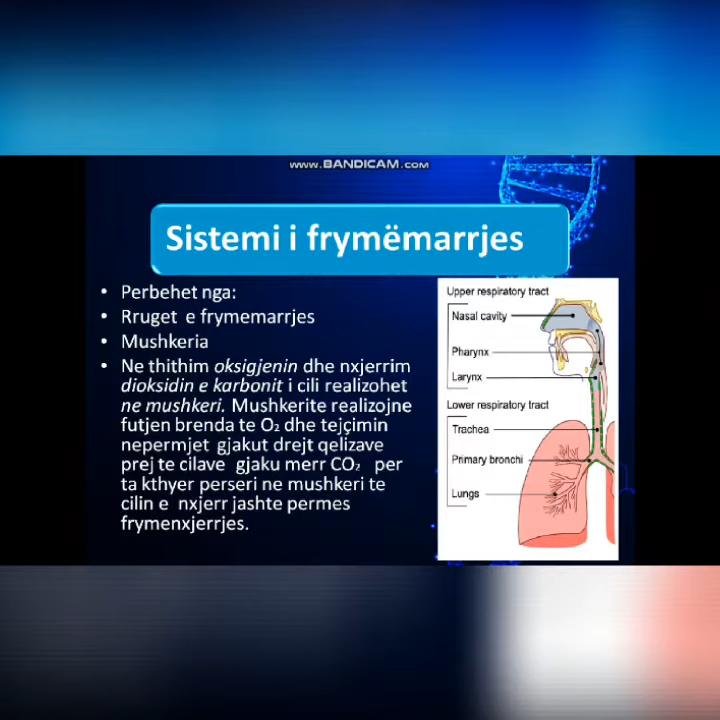 www.BANDICAM.com
Sistemi i frymëmarrjes
• Perbehet nga:
• Rruget e frymemarrjes
• Mushkeria
• Ne thithim oksigjenin dhe nxjerrim
dioksidin e karbonit i cili realizohet
ne mushkeri. Mushkerite realizojne
futjen brenda te O₂ dhe tejçimin
nepermjet gjakut drejt qelizave
prej te cilave gjaku merr CO₂ per
ta kthyer perseri ne mushkeri te
cilin e nxjerr jashte permes
frymenxjerrjes.
Upper respiratory tract
Nasal cavity
Pharynx
Larynx
Lower respiratory tract
Trachea
Primary bronchi
Lungs